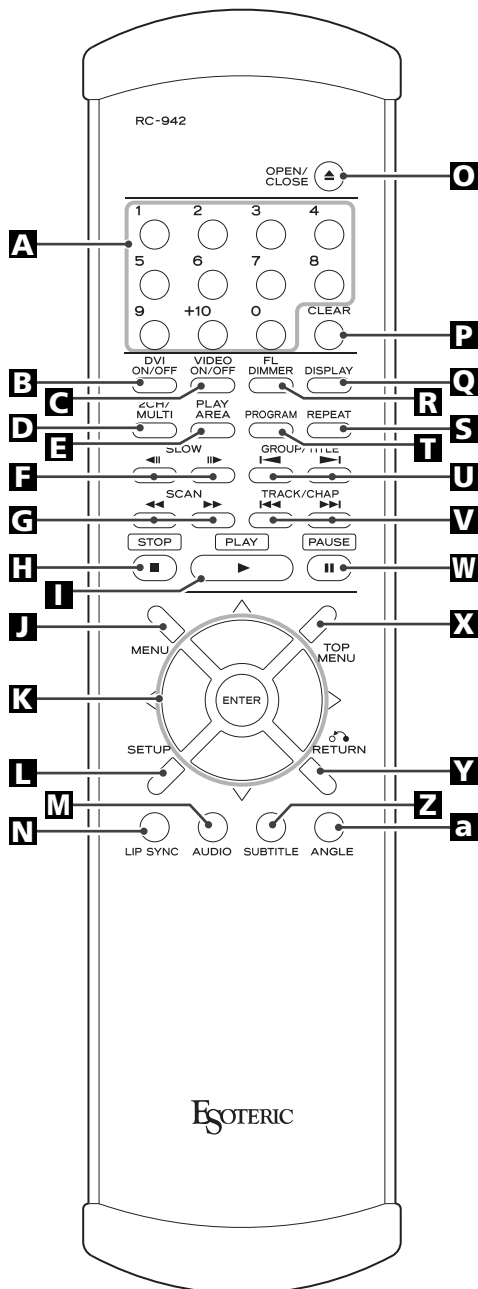 RC-942
OPEN/
CLOSE
O
1 2 3 4
A
5 6 7 8
9 +10 0 CLEAR
P
DVI
ON/OFF
VIDEO
ON/OFF
FL
DIMMER
DISPLAY
B
C
R
Q
2CH/
MULTI
PLAY
AREA
PROGRAM
REPEAT
D
E
T
S
SLOW
GROUP/TITLE
F
U
SCAN
TRACK/CHAP
G
V
STOP PLAY PAUSE
H
I
W
J
X
MENU
TOP
MENU
K
ENTER
SETUP
RETURN
L
Y
M
Z
N
a
LIP SYNC AUDIO SUBTITLE ANGLE
ESOTERIC